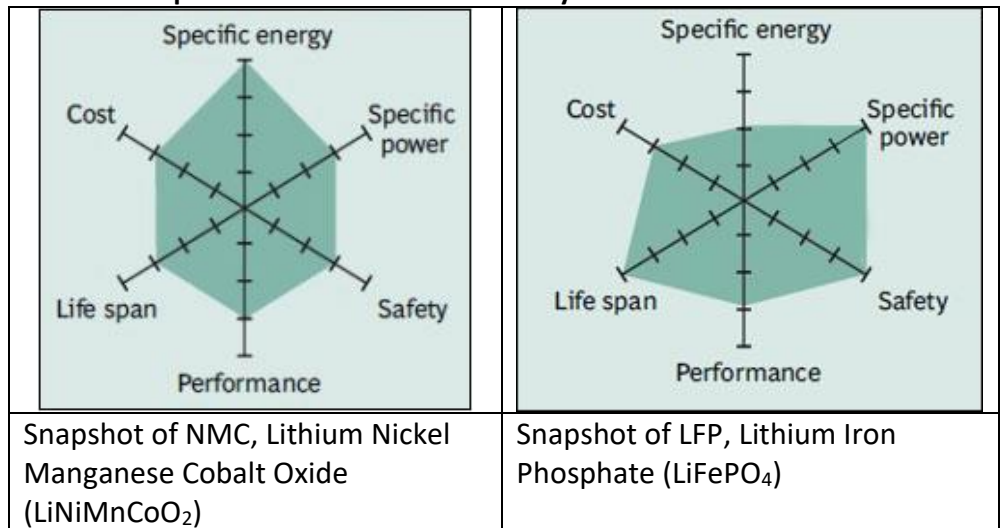 Specific energy
Cost
Specific
power
Life span
Safety
Performance
Snapshot of NMC, Lithium Nickel
Manganese Cobalt Oxide
(LiNiMnCoO₂)
Specific energy
Cost
Specific
power
Life span
Safety
Performance
Snapshot of LFP, Lithium Iron
Phosphate (LiFePO₄)